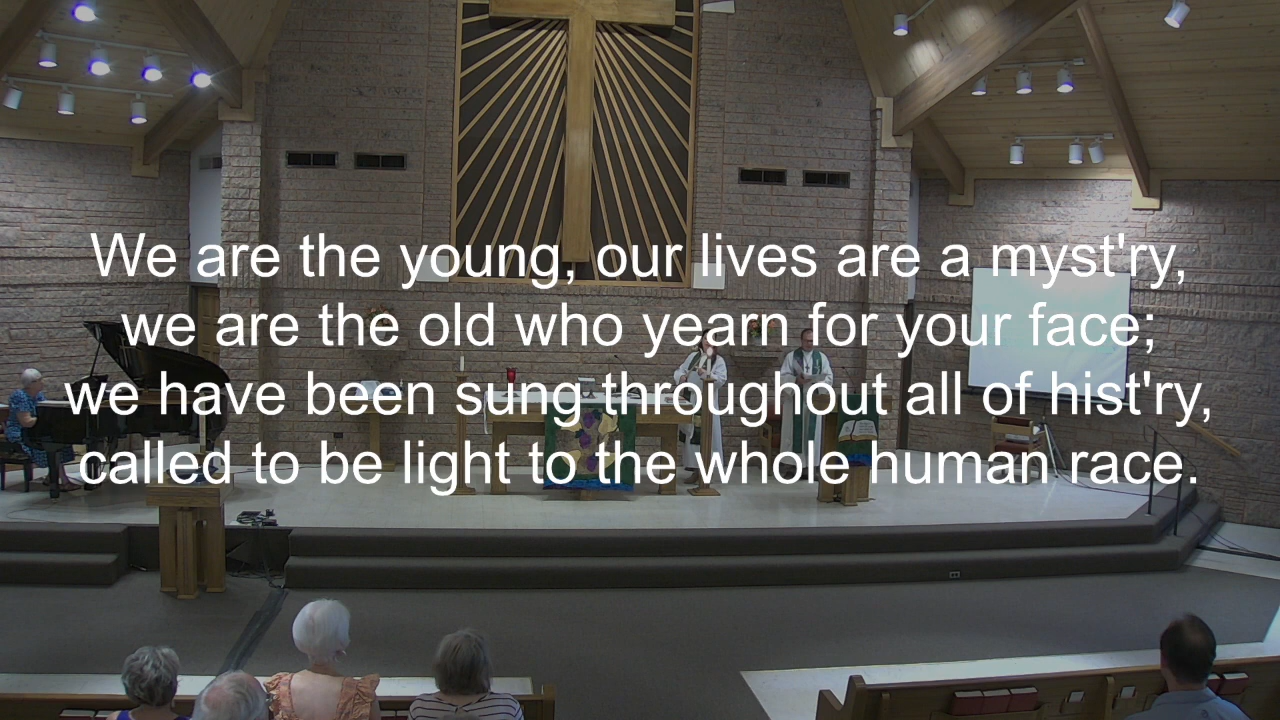 We are the young, our lives are a myst'ry,
we are the old who yearn for your face;
we have been sung throughout all of hist'ry,
called to be light to the whole human race.